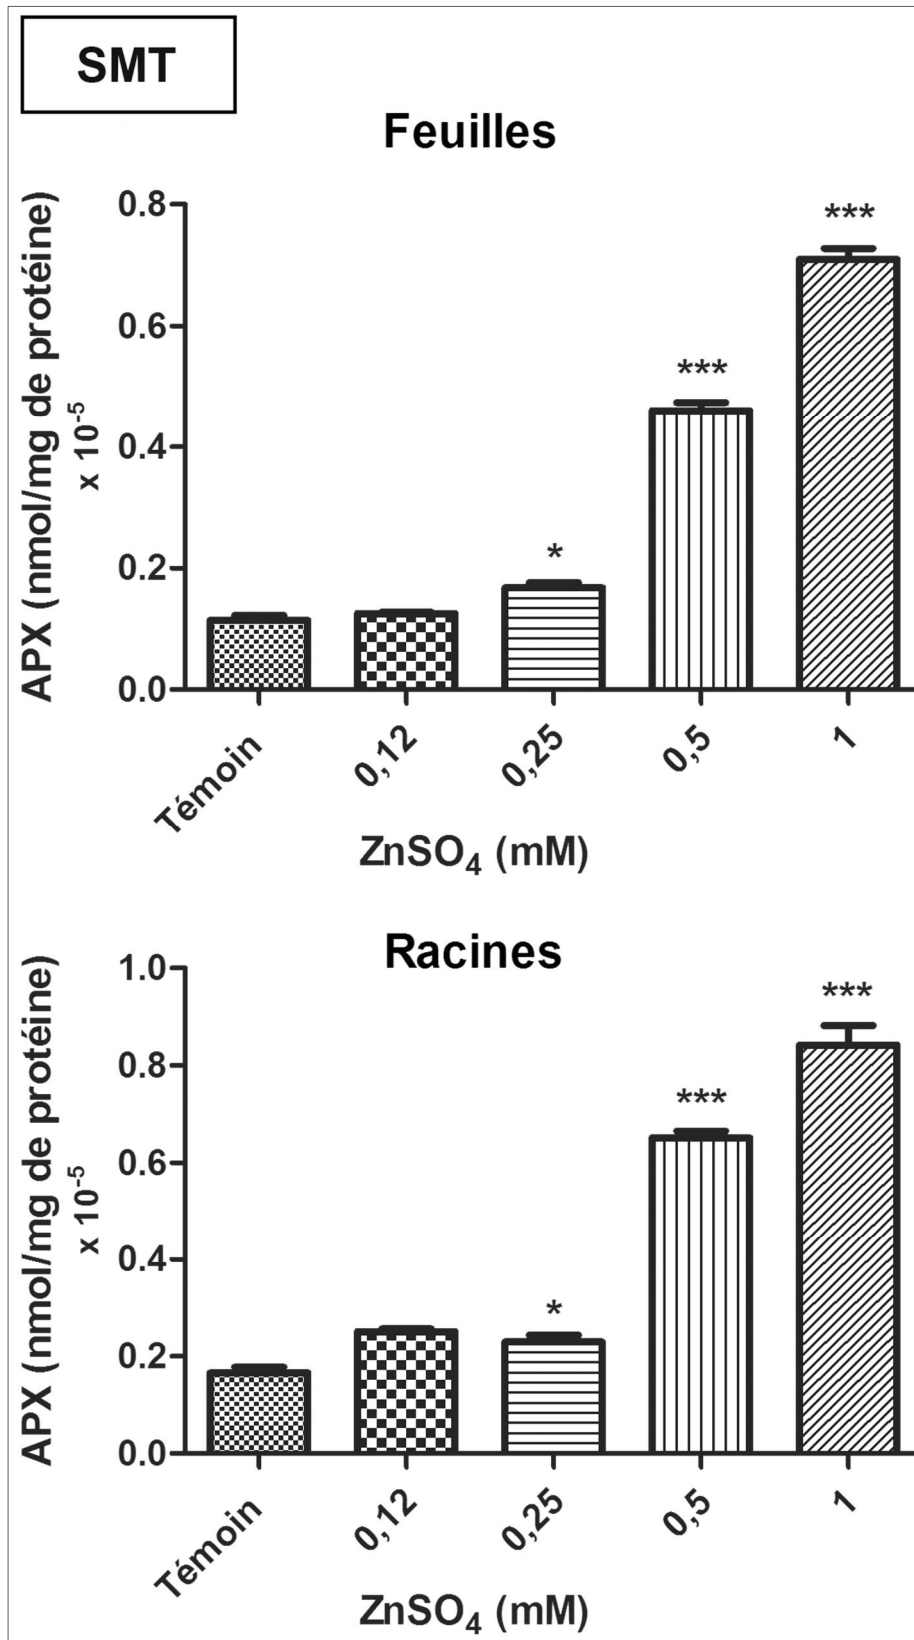 SMT
Feuilles
APX (nmol/mg de protéine)
x 10⁻⁵
0.8
0.6
0.4
0.2
0.0
*
***
***
Témoin
0,12
0,25
0,5
1
ZnSO₄ (mM)
Racines
APX (nmol/mg de protéine)
x 10⁻⁵
1.0
0.8
0.6
0.4
0.2
0.0
*
***
***
Témoin
0,12
0,25
0,5
1
ZnSO₄ (mM)